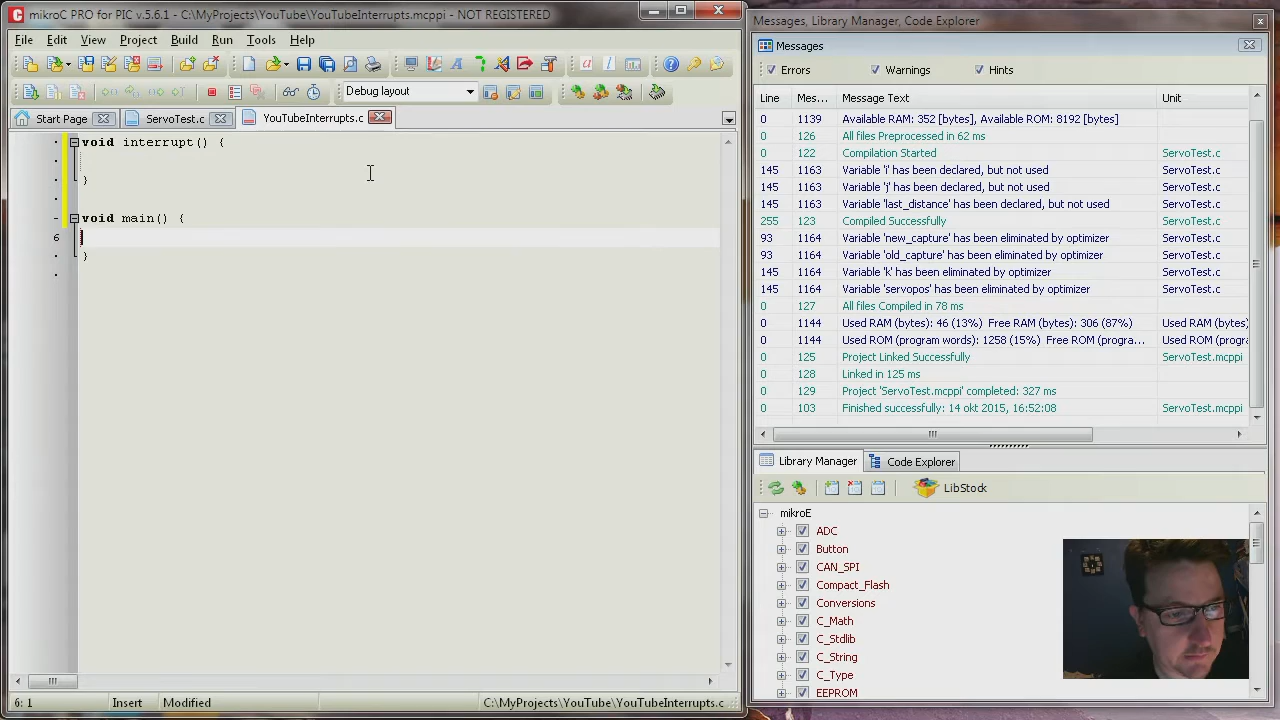 mikroC PRO for PIC v.5.6.1 - C:\MyProjects\YouTube\YouTubeInterrupts.mcppi - NOT REGISTERED
File Edit View Project Build Run Tools Help
Debug layout
Start Page ServoTest.c YouTubeInterrupts.c
void interrupt() {
}
void main() {
6
}
6: 1 Insert Modified C:\MyProjects\YouTube\YouTubeInterrupts.c
Messages, Library Manager, Code Explorer
Messages
Errors Warnings Hints
Line Mes... Message Text Unit
0 1139 Available RAM: 352 [bytes], Available ROM: 8192 [bytes]
0 126 All files Preprocessed in 62 ms
0 122 Compilation Started ServoTest.c
145 1163 Variable 'i' has been declared, but not used ServoTest.c
145 1163 Variable 'j' has been declared, but not used ServoTest.c
145 1163 Variable 'last_distance' has been declared, but not used ServoTest.c
255 123 Compiled Successfully ServoTest.c
93 1164 Variable 'new_capture' has been eliminated by optimizer ServoTest.c
93 1164 Variable 'old_capture' has been eliminated by optimizer ServoTest.c
145 1164 Variable 'k' has been eliminated by optimizer ServoTest.c
145 1164 Variable 'servopos' has been eliminated by optimizer ServoTest.c
0 127 All files Compiled in 78 ms
0 1144 Used RAM (bytes): 46 (13%) Free RAM (bytes): 306 (87%) Used RAM (bytes)
0 1144 Used ROM (program words): 1258 (15%) Free ROM (progra... Used ROM (progr
0 125 Project Linked Successfully ServoTest.mcppi
0 128 Linked in 125 ms
0 129 Project 'ServoTest.mcppi' completed: 327 ms
0 103 Finished successfully: 14 okt 2015, 16:52:08 ServoTest.mcppi
Library Manager Code Explorer
LibStock
mikroE
ADC
Button
CAN_SPI
Compact_Flash
Conversions
C_Math
C_Stdlib
C_String
C_Type
EEPROM